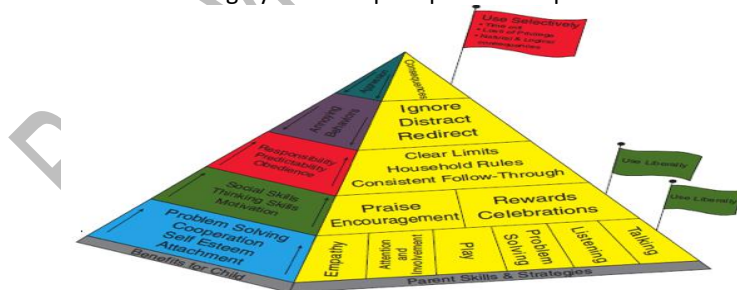 Use Selectively
• Time out
• Loss of Privilege
• Natural & Logical
consequences
Aggression
Consequences
Annoying
Behaviors
Ignore
Distract
Redirect
Responsibility
Predictability
Obedience
Clear Limits
Household Rules
Consistent Follow-Through
Use Liberally
Use Liberally
Social Skills
Thinking Skills
Motivation
Praise
Encouragement
Rewards
Celebrations
Problem Solving
Cooperation
Self Esteem
Attachment
Empathy
Attention
and
Involvement
Play
Problem
Solving
Listening
Talking
Benefits for Child
Parent Skills & Strategies